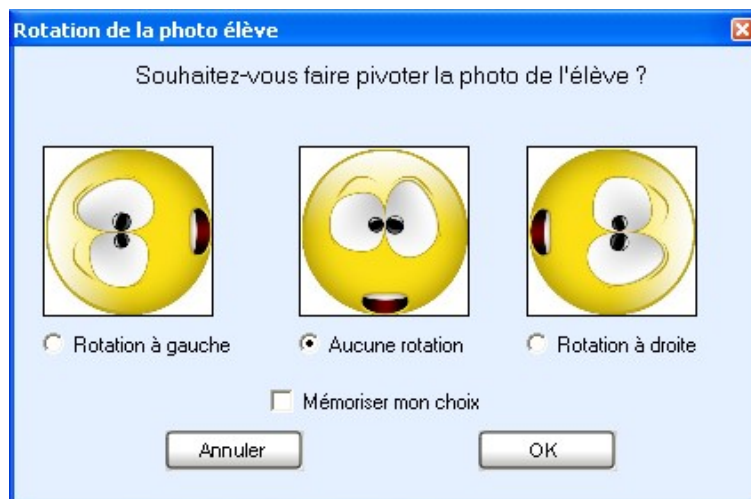 Rotation de la photo élève
Souhaitez-vous faire pivoter la photo de l'élève ?
Rotation à gauche
Aucune rotation
Rotation à droite
Mémoriser mon choix
Annuler
OK